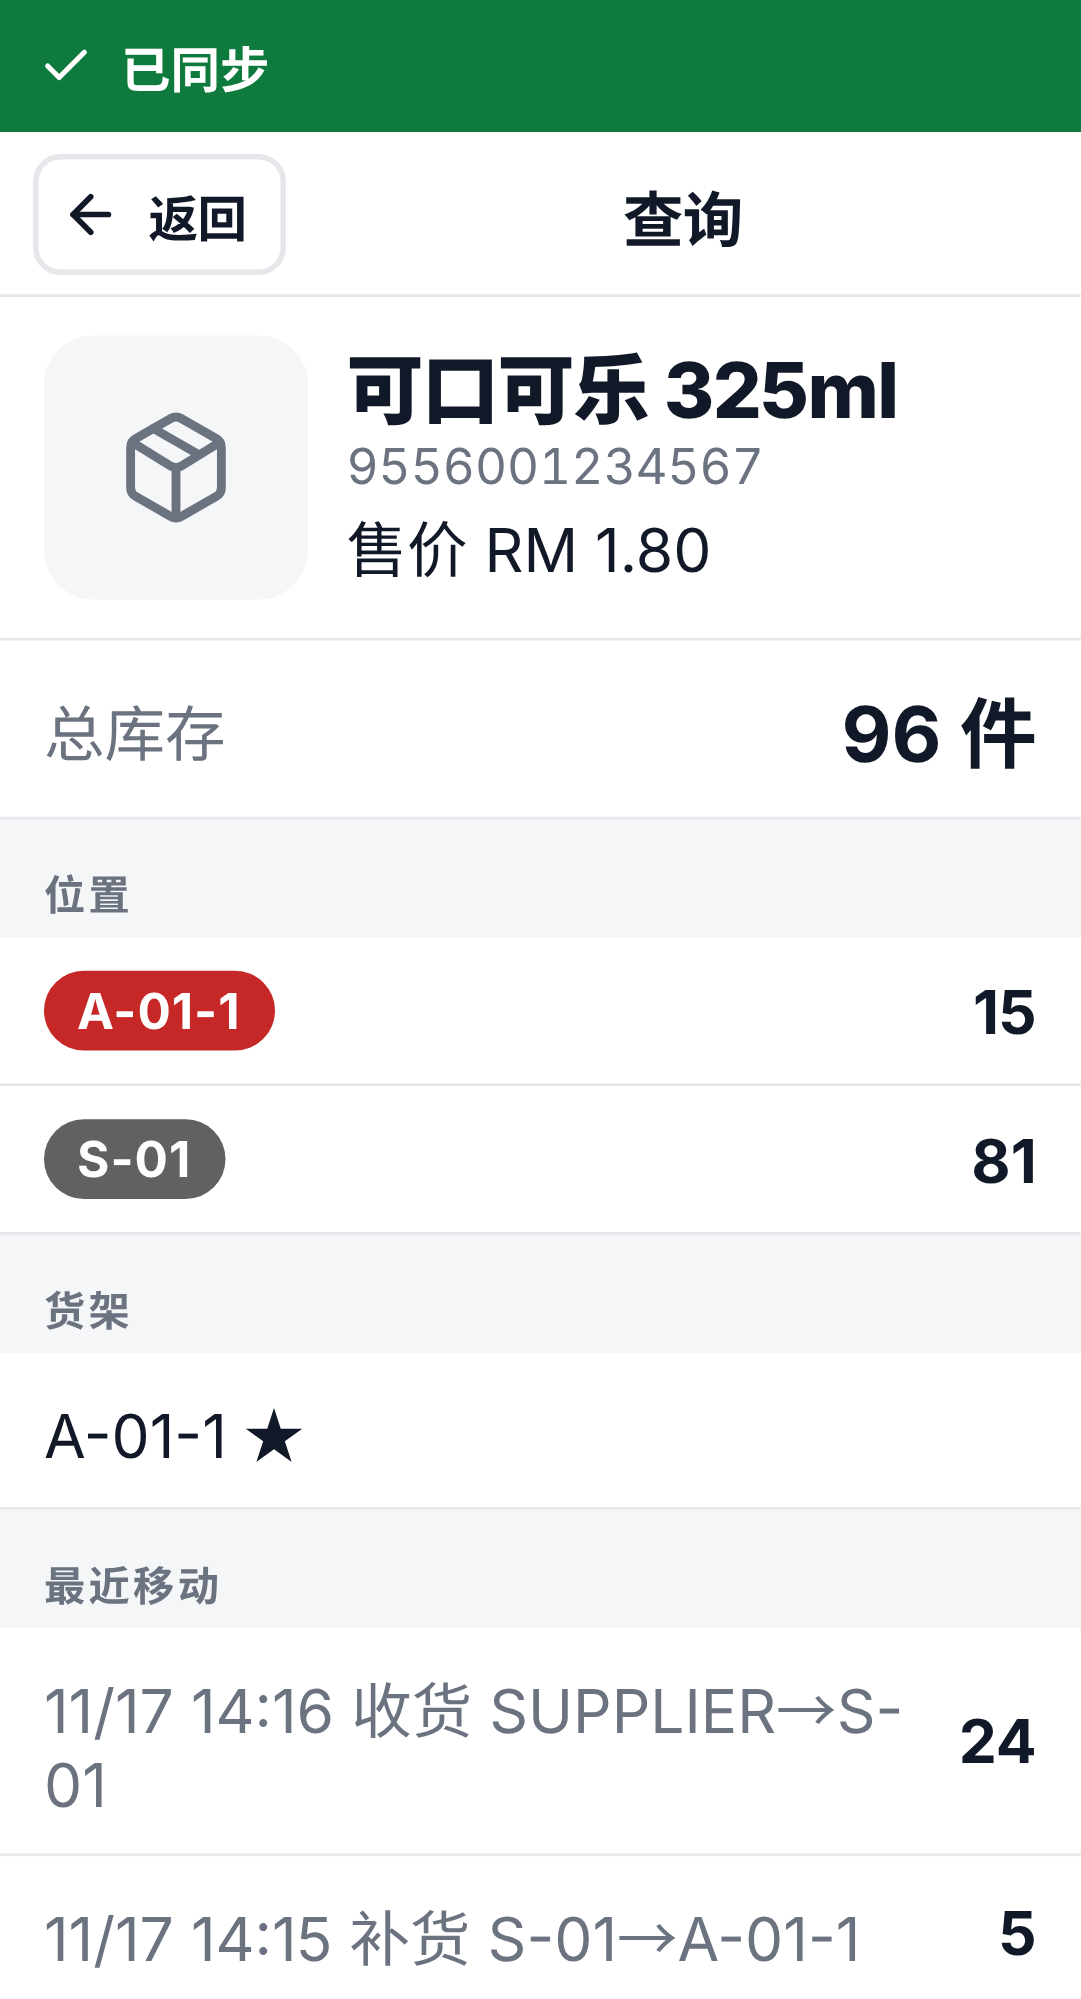 已同步
返回
查询
可口可乐 325ml
9556001234567
售价 RM 1.80
总库存
96 件
位置
A-01-1
15
S-01
81
货架
A-01-1 ★
最近移动
11/17 14:16 收货 SUPPLIER→S-
01
24
11/17 14:15 补货 S-01→A-01-1
5